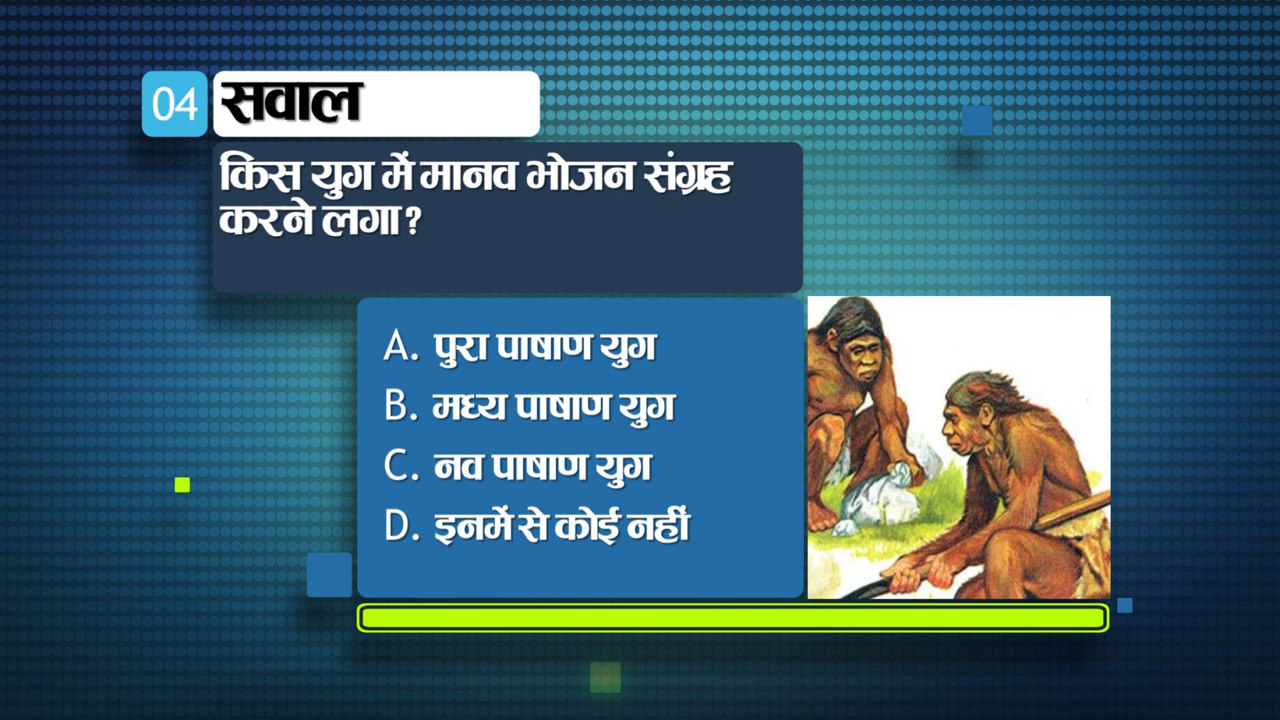 04 सवाल
किस युग में मानव भोजन संग्रह
करने लगा?
A. पुरा पाषाण युग
B. मध्य पाषाण युग
C. नव पाषाण युग
D. इनमें से कोई नहीं